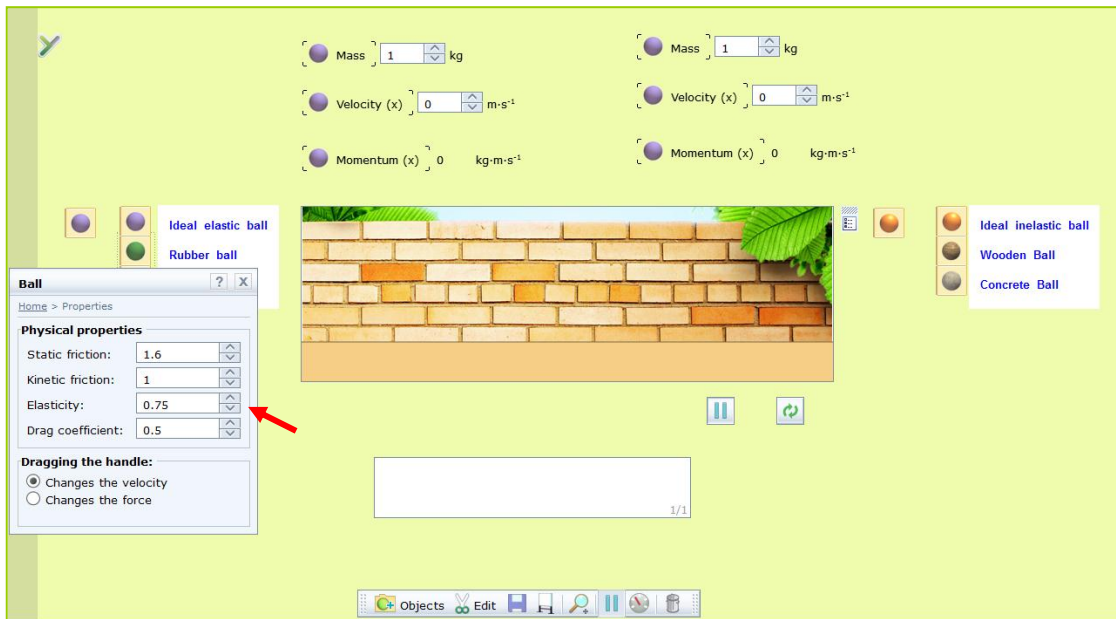 Mass 1 kg
Mass 1 kg
Velocity (x) 0 m·s⁻¹
Velocity (x) 0 m·s⁻¹
Momentum (x) 0 kg·m·s⁻¹
Momentum (x) 0 kg·m·s⁻¹
Ideal elastic ball
Rubber ball
Ideal inelastic ball
Wooden Ball
Concrete Ball
Ball ? X
Home > Properties
Physical properties
Static friction: 1.6
Kinetic friction: 1
Elasticity: 0.75
Drag coefficient: 0.5
Dragging the handle:
Changes the velocity
Changes the force
1/1
Objects Edit